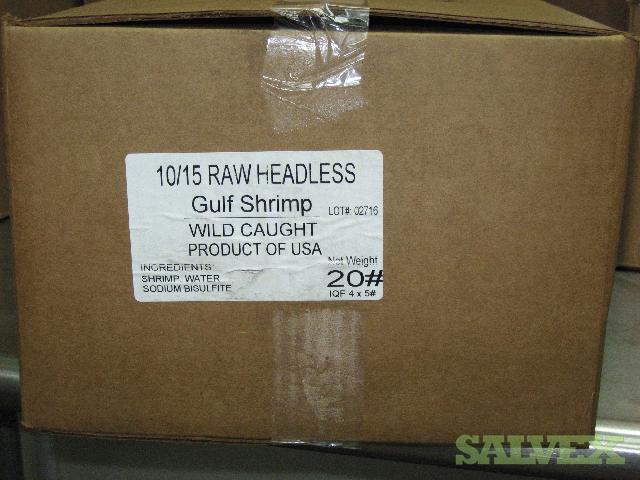 10/15 RAW HEADLESS
Gulf Shrimp LOT#: 02716
WILD CAUGHT
PRODUCT OF USA
Net Weight
INGREDIENTS:
20#
SHRIMP, WATER
SODIUM BISULFITE
IQF 4 x 5#
SALVEX